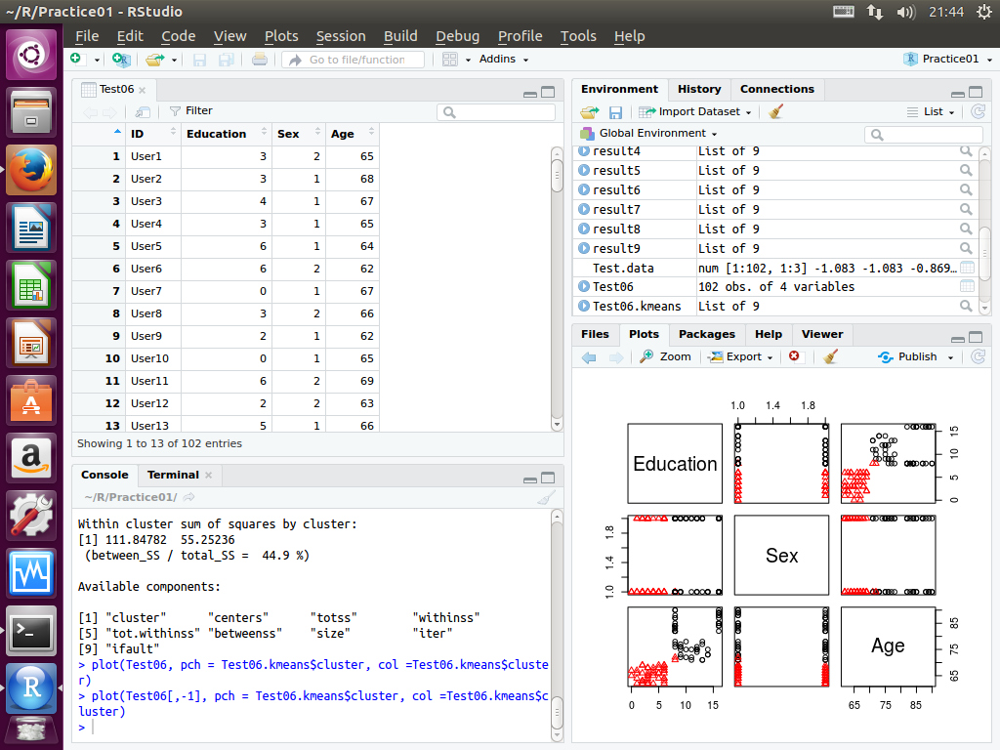 ~/R/Practice01 - RStudio
21:44
File Edit Code View Plots Session Build Debug Profile Tools Help
Go to file/function
Addins
Practice01
Test06
Filter
ID Education Sex Age
1 User1 3 2 65
2 User2 3 1 68
3 User3 4 1 67
4 User4 3 1 65
5 User5 6 1 64
6 User6 6 2 62
7 User7 0 1 67
8 User8 3 2 66
9 User9 2 1 62
10 User10 0 1 65
11 User11 6 2 69
12 User12 2 2 63
13 User13 5 1 66
Showing 1 to 13 of 102 entries
Console Terminal
~/R/Practice01/
Within cluster sum of squares by cluster:
[1] 111.84782 55.25236
(between_SS / total_SS = 44.9 %)
Available components:
[1] "cluster" "centers" "totss" "withinss"
[5] "tot.withinss" "betweenss" "size" "iter"
[9] "ifault"
> plot(Test06, pch = Test06.kmeans$cluster, col =Test06.kmeans$cluste
r)
> plot(Test06[,-1], pch = Test06.kmeans$cluster, col =Test06.kmeans$c
luster)
>
Environment History Connections
Import Dataset List
Global Environment
result4 List of 9
result5 List of 9
result6 List of 9
result7 List of 9
result8 List of 9
result9 List of 9
Test.data num [1:102, 1:3] -1.083 -1.083 -0.869…
Test06 102 obs. of 4 variables
Test06.kmeans List of 9
Files Plots Packages Help Viewer
Zoom Export Publish
1.0 1.4 1.8
Education
0 5 10 15
1.0 1.4 1.8
Sex
Age
65 75 85
0 5 10 15
65 75 85